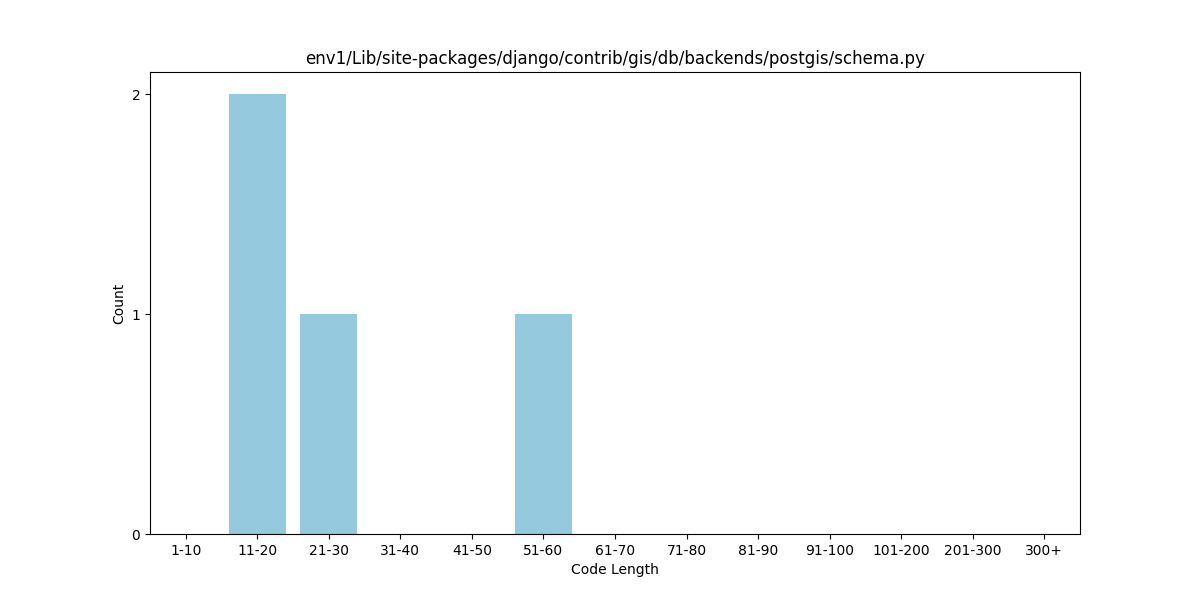 env1/Lib/site-packages/django/contrib/gis/db/backends/postgis/schema.py
2
1
0
Count
1-10 11-20 21-30 31-40 41-50 51-60 61-70 71-80 81-90 91-100 101-200 201-300 300+
Code Length